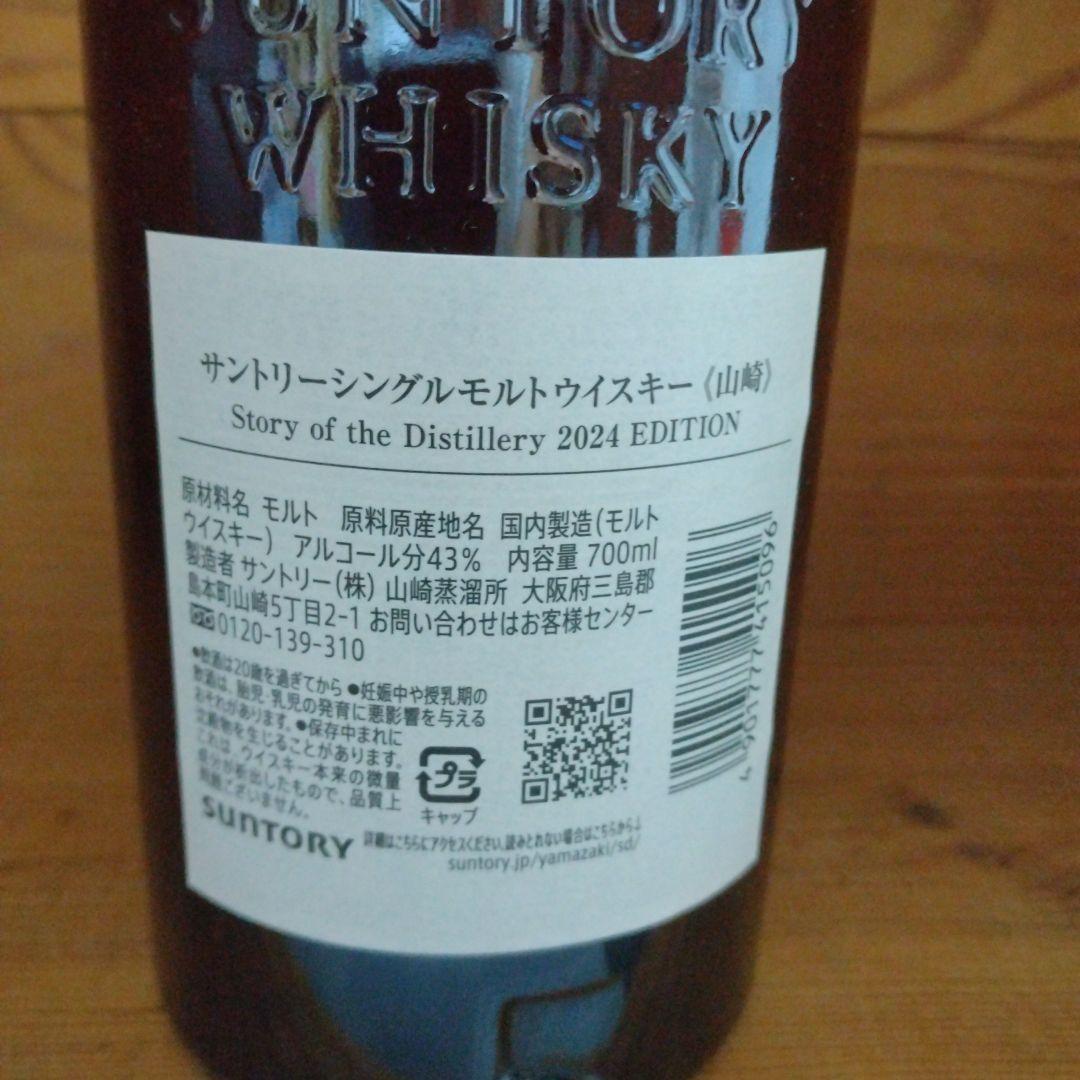 SUNTORY
WHISKY
サントリーシングルモルトウイスキー《山崎》
Story of the Distillery 2024 EDITION
原材料名 モルト 原料原産地名 国内製造(モルト
ウイスキー) アルコール分43% 内容量 700ml
製造者 サントリー(株) 山崎蒸溜所 大阪府三島郡
島本町山崎5丁目2-1 お問い合わせはお客様センター
0120-139-310
●飲酒は20歳を過ぎてから ●妊娠中や授乳期の
飲酒は、胎児・乳児の発育に悪影響を与える
おそれがあります。●保存中まれに
沈殿物を生じることがあります。
これは、ウイスキー本来の微量
成分が析出したもので、品質上
問題ございません。
プラ
キャップ
SUNTORY
詳細はこちらにアクセスください。読みとれない場合はこちらから↓
suntory.jp/yamazaki/sd/
4 901777 415096